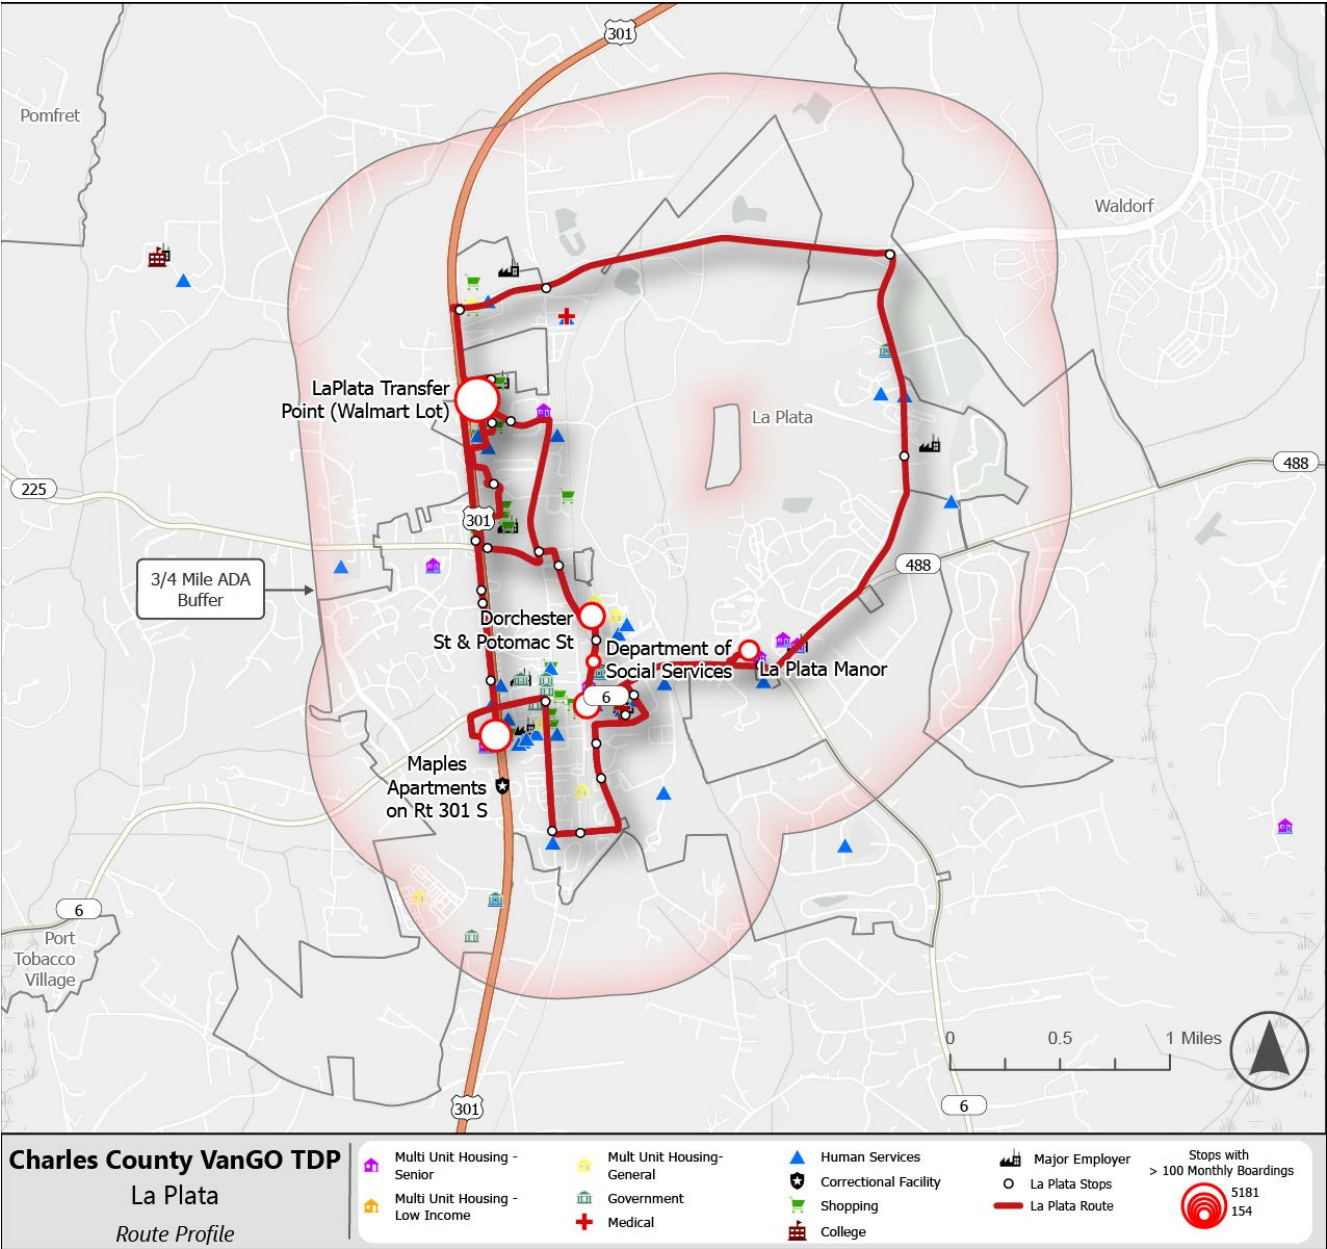 301
Pomfret
Waldorf
LaPlata Transfer
Point (Walmart Lot)
La Plata
488
225
301
488
3/4 Mile ADA
Buffer
Dorchester
St & Potomac St
Department of
Social Services
La Plata Manor
6
Maples
Apartments
on Rt 301 S
6
Port
Tobacco
Village
0
0.5
1 Miles
301
6
Charles County VanGO TDP
La Plata
Route Profile
Multi Unit Housing -
Senior
Multi Unit Housing -
Low Income
Mult Unit Housing-
General
Government
Medical
Human Services
Correctional Facility
Shopping
College
Major Employer
La Plata Stops
La Plata Route
Stops with
> 100 Monthly Boardings
5181
154